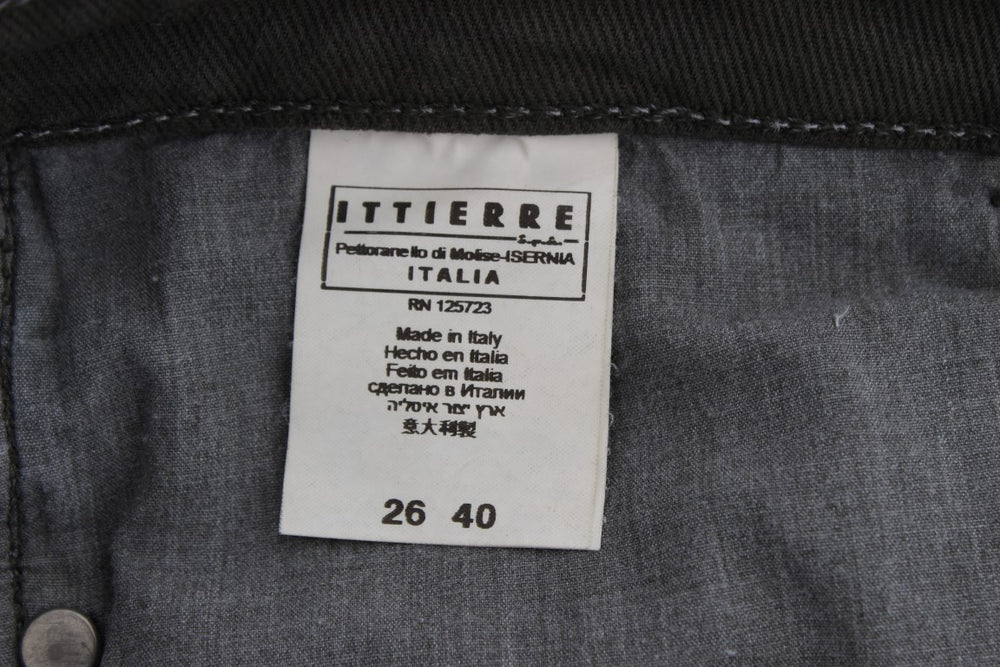 ITTIERRE
S.p.A.
Pettoranello di Molise-ISERNIA
ITALIA
RN 125723
Made in Italy
Hecho en Italia
Feito em Italia
сделано в Италии
ארץ יצור איטליה
意大利製
26 40